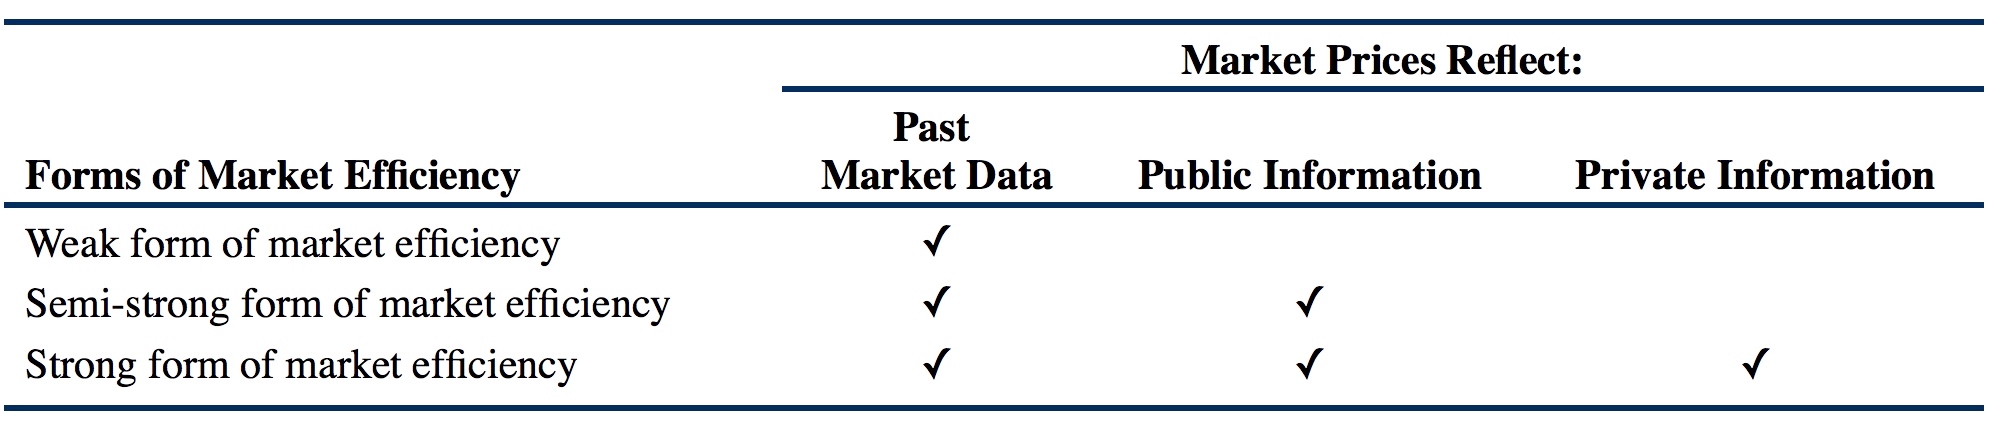 Market Prices Reflect:
Past
Forms of Market Efficiency Market Data Public Information Private Information
Weak form of market efficiency ✓
Semi-strong form of market efficiency ✓ ✓
Strong form of market efficiency ✓ ✓ ✓